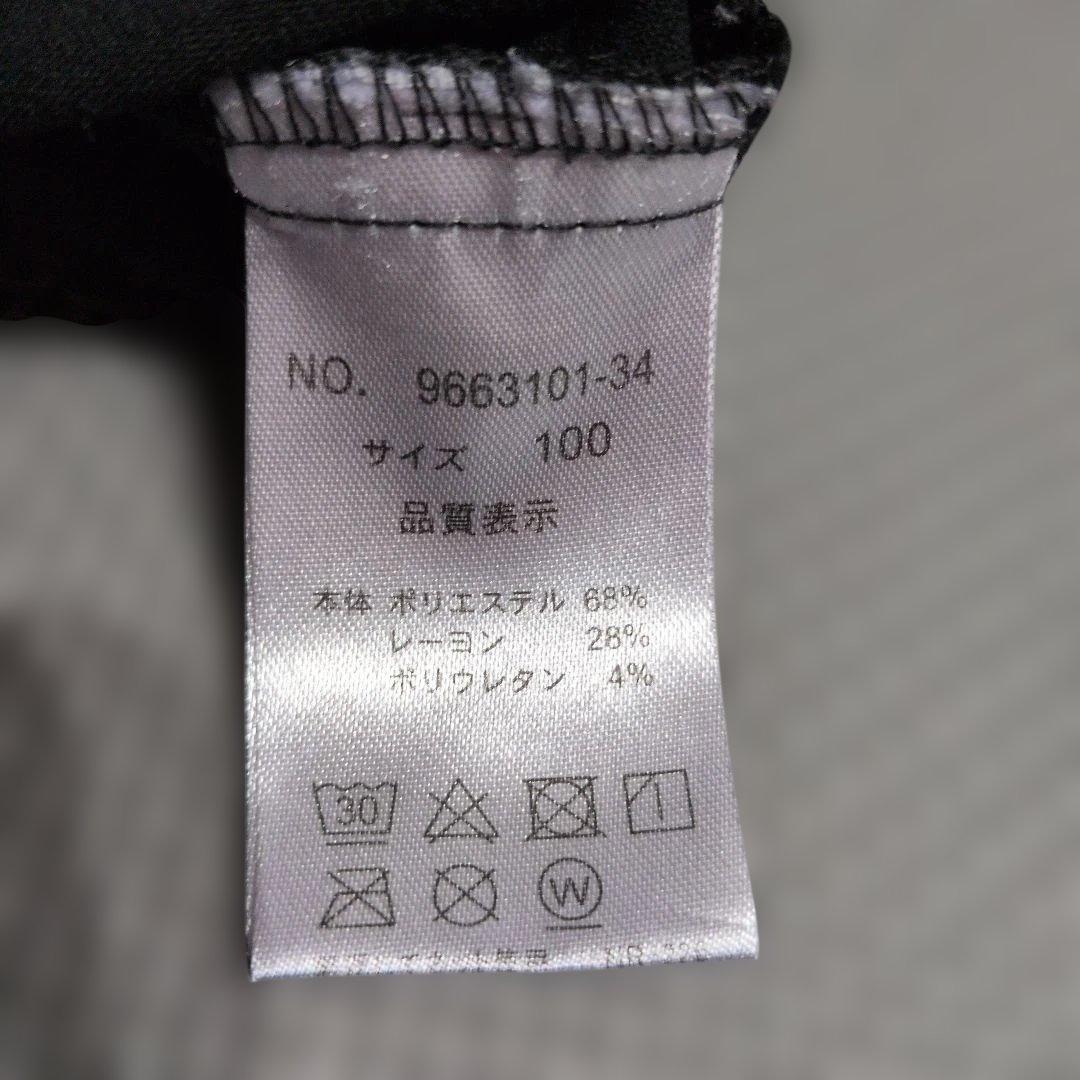 NO. 9663101-34
サイズ 100
品質表示
本体 ポリエステル 68%
レーヨン 28%
ポリウレタン 4%
30
W